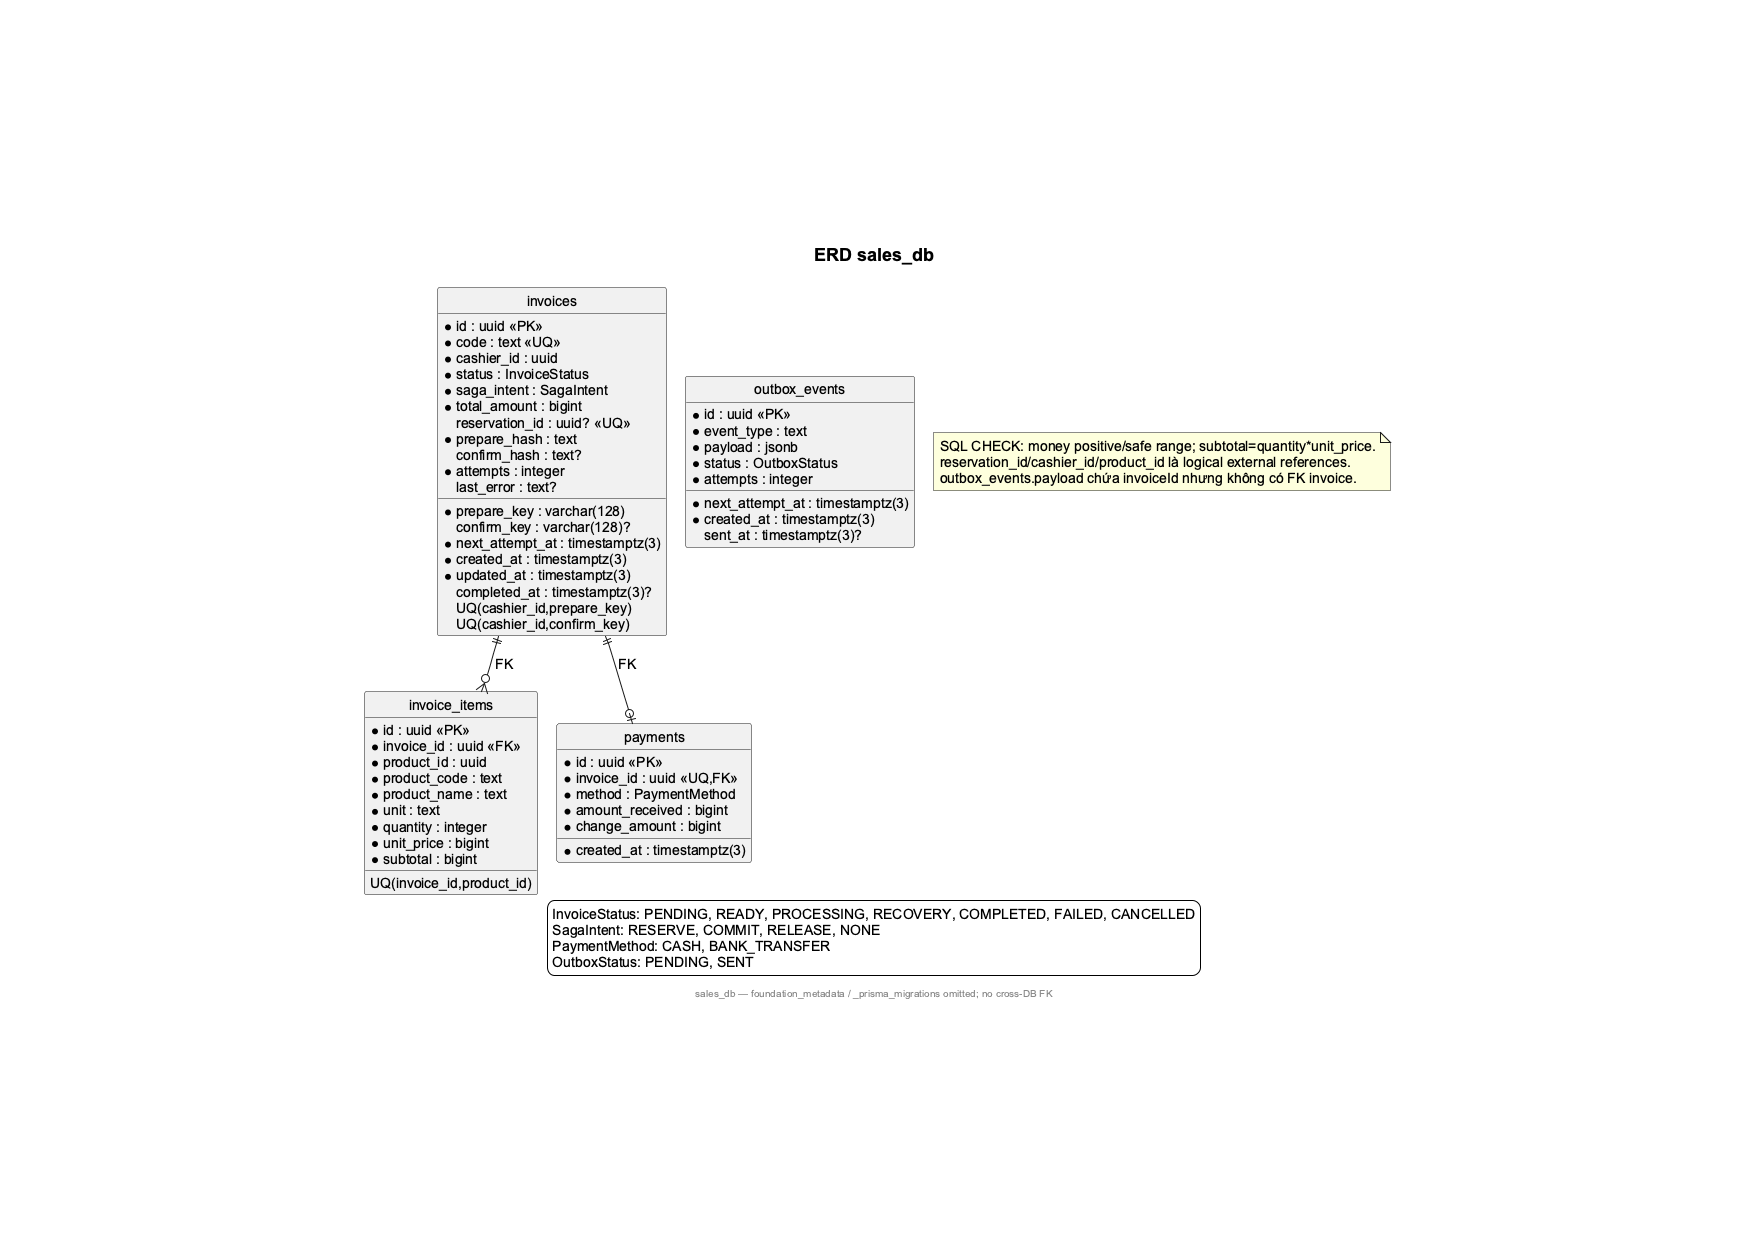 ERD sales_db
invoices
id : uuid «PK»
code : text «UQ»
cashier_id : uuid
status : InvoiceStatus
saga_intent : SagaIntent
total_amount : bigint
reservation_id : uuid? «UQ»
prepare_hash : text
confirm_hash : text?
attempts : integer
last_error : text?
prepare_key : varchar(128)
confirm_key : varchar(128)?
next_attempt_at : timestamptz(3)
created_at : timestamptz(3)
updated_at : timestamptz(3)
completed_at : timestamptz(3)?
UQ(cashier_id,prepare_key)
UQ(cashier_id,confirm_key)
outbox_events
id : uuid «PK»
event_type : text
payload : jsonb
status : OutboxStatus
attempts : integer
next_attempt_at : timestamptz(3)
created_at : timestamptz(3)
sent_at : timestamptz(3)?
SQL CHECK: money positive/safe range; subtotal=quantity*unit_price.
reservation_id/cashier_id/product_id là logical external references.
outbox_events.payload chứa invoiceId nhưng không có FK invoice.
FK
FK
invoice_items
id : uuid «PK»
invoice_id : uuid «FK»
product_id : uuid
product_code : text
product_name : text
unit : text
quantity : integer
unit_price : bigint
subtotal : bigint
UQ(invoice_id,product_id)
payments
id : uuid «PK»
invoice_id : uuid «UQ,FK»
method : PaymentMethod
amount_received : bigint
change_amount : bigint
created_at : timestamptz(3)
InvoiceStatus: PENDING, READY, PROCESSING, RECOVERY, COMPLETED, FAILED, CANCELLED
SagaIntent: RESERVE, COMMIT, RELEASE, NONE
PaymentMethod: CASH, BANK_TRANSFER
OutboxStatus: PENDING, SENT
sales_db — foundation_metadata / _prisma_migrations omitted; no cross-DB FK